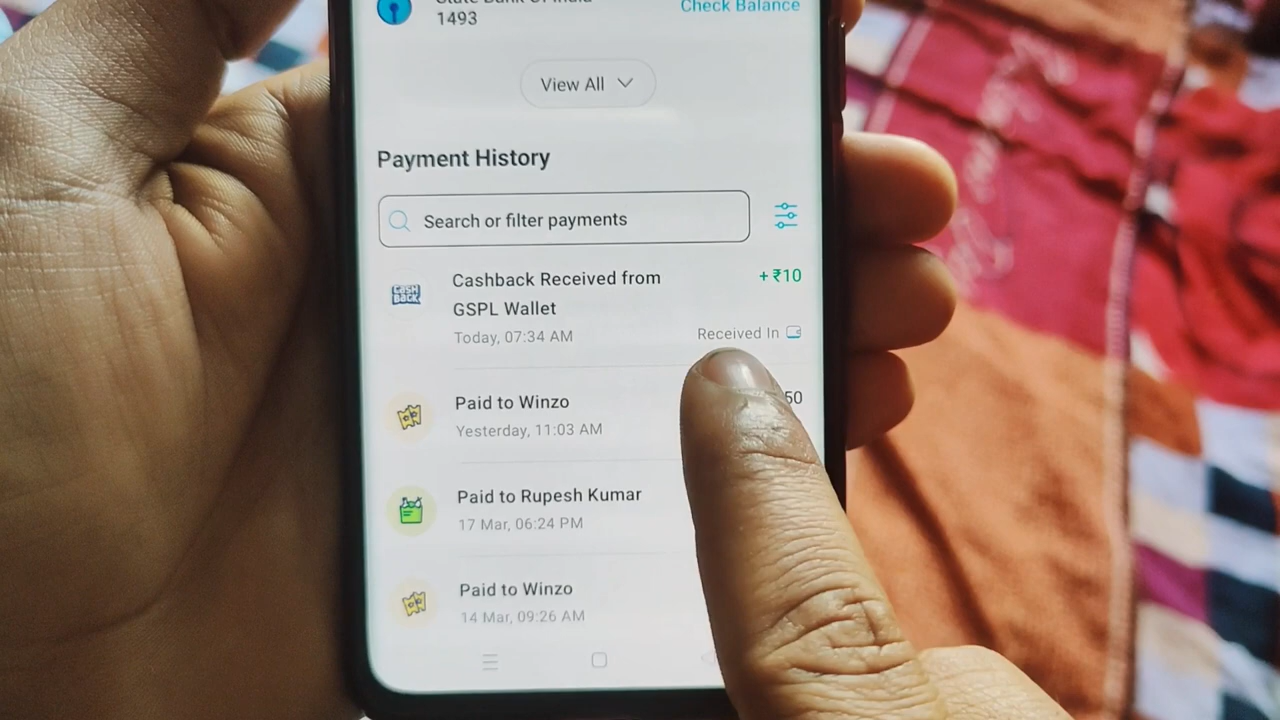 State Bank Of India
1493
Check Balance
View All
Payment History
Search or filter payments
CASH BACK
Cashback Received from
GSPL Wallet
+₹10
Today, 07:34 AM
Received In
Paid to Winzo
50
Yesterday, 11:03 AM
Paid to Rupesh Kumar
17 Mar, 06:24 PM
Paid to Winzo
14 Mar, 09:26 AM